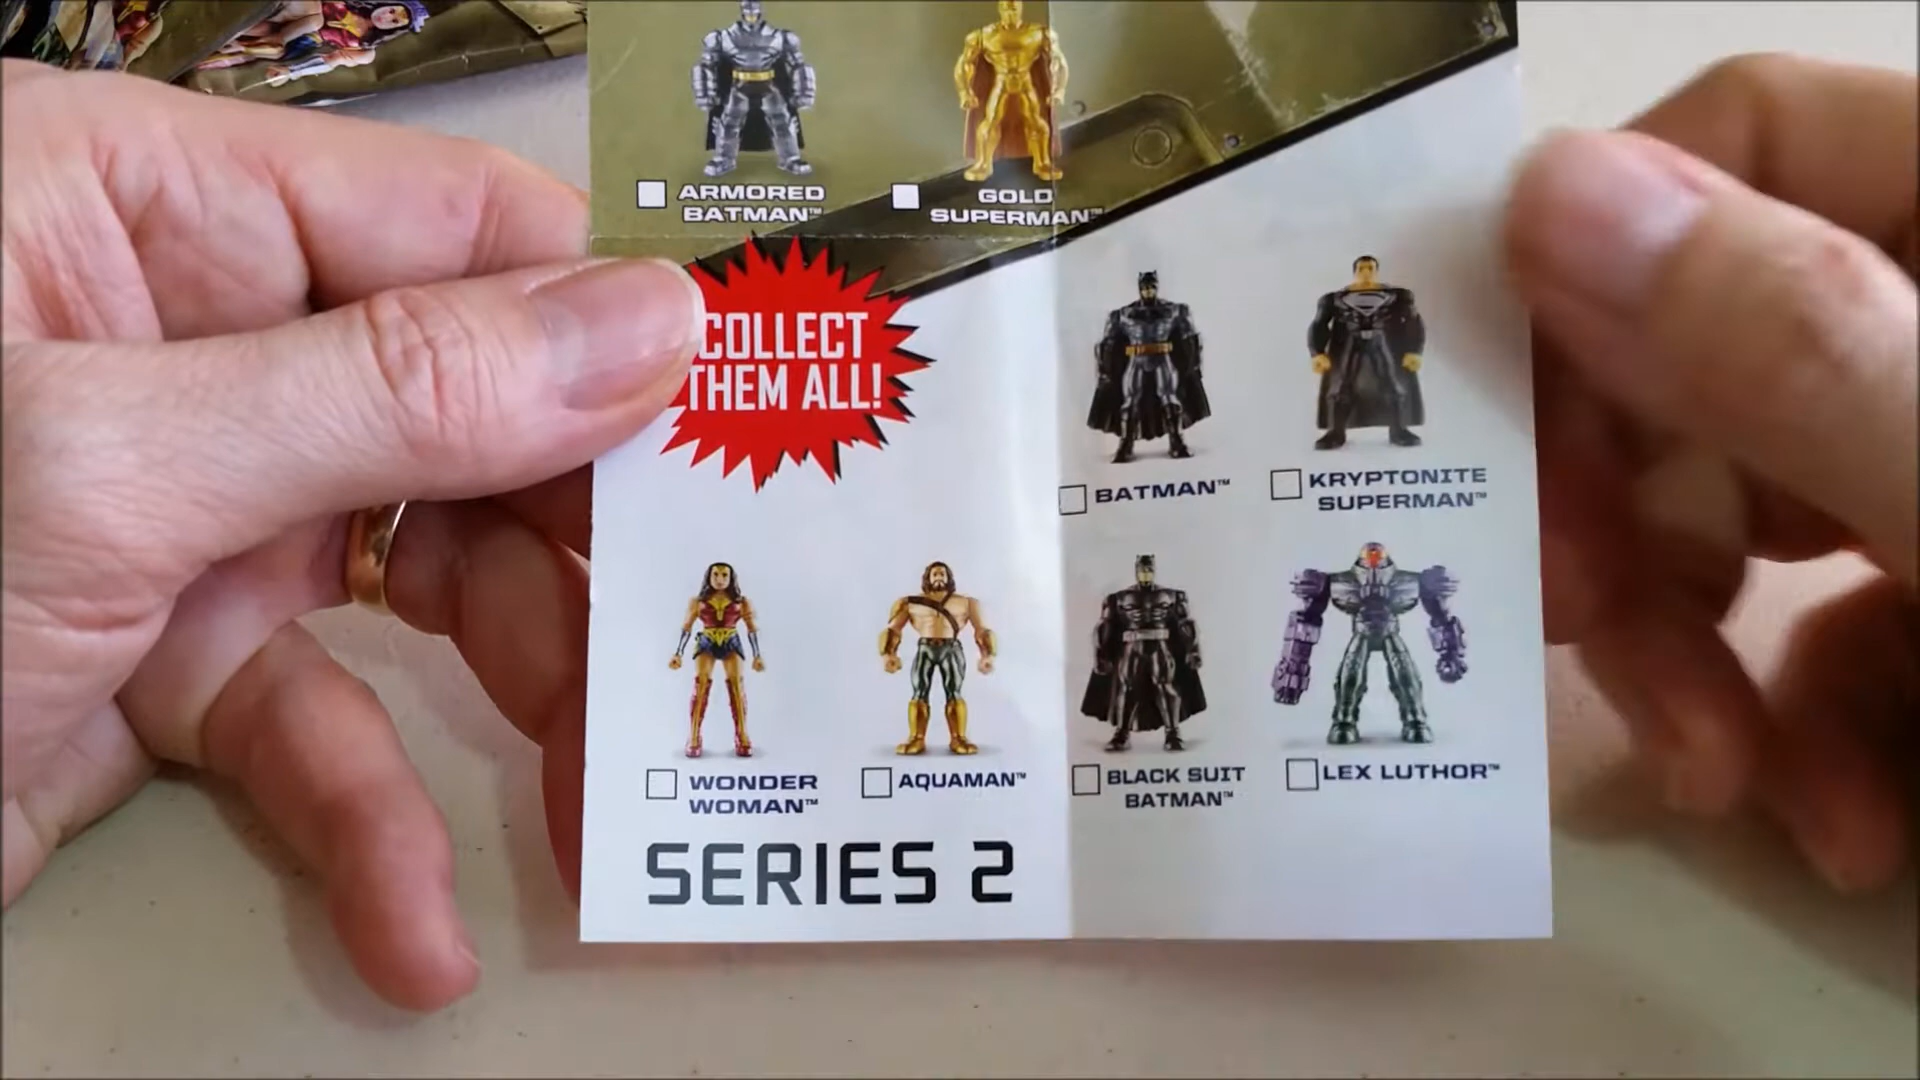 ARMORED
BATMAN™
GOLD
SUPERMAN™
COLLECT
THEM ALL!
BATMAN™
KRYPTONITE
SUPERMAN™
WONDER
WOMAN™
AQUAMAN™
BLACK SUIT
BATMAN™
LEX LUTHOR™
SERIES 2